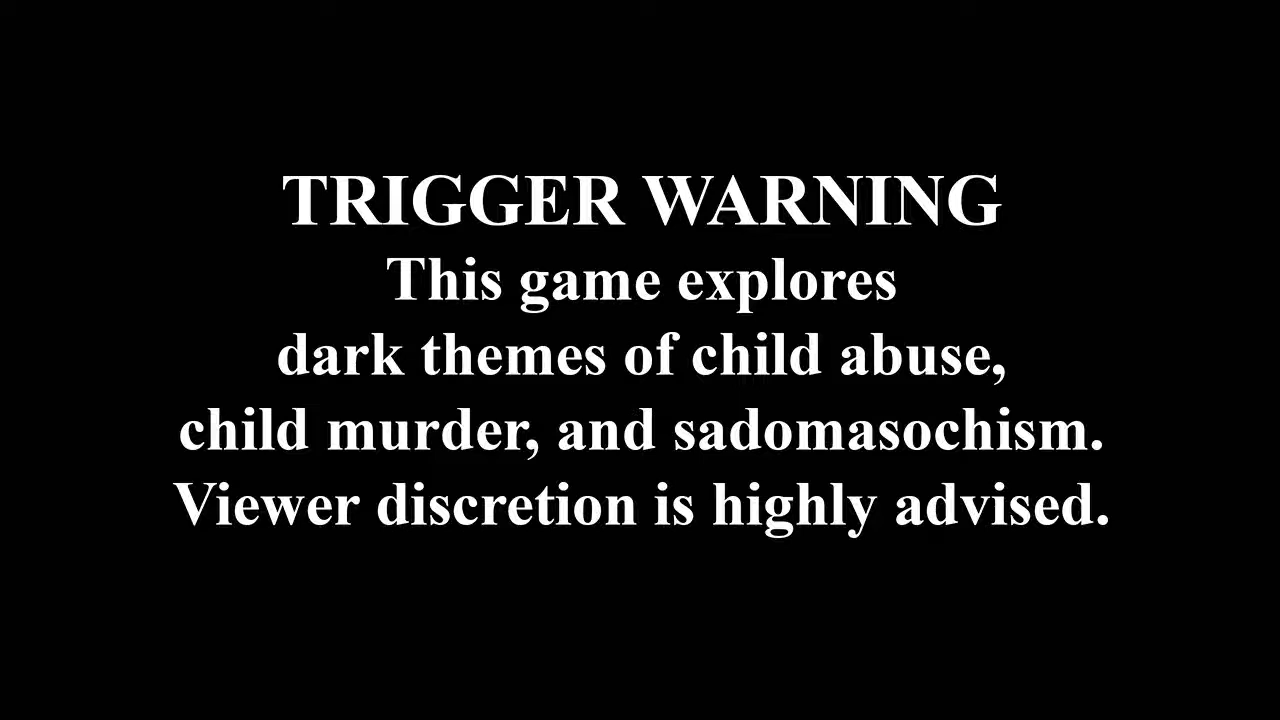 TRIGGER WARNING
This game explores
dark themes of child abuse,
child murder, and sadomasochism.
Viewer discretion is highly advised.